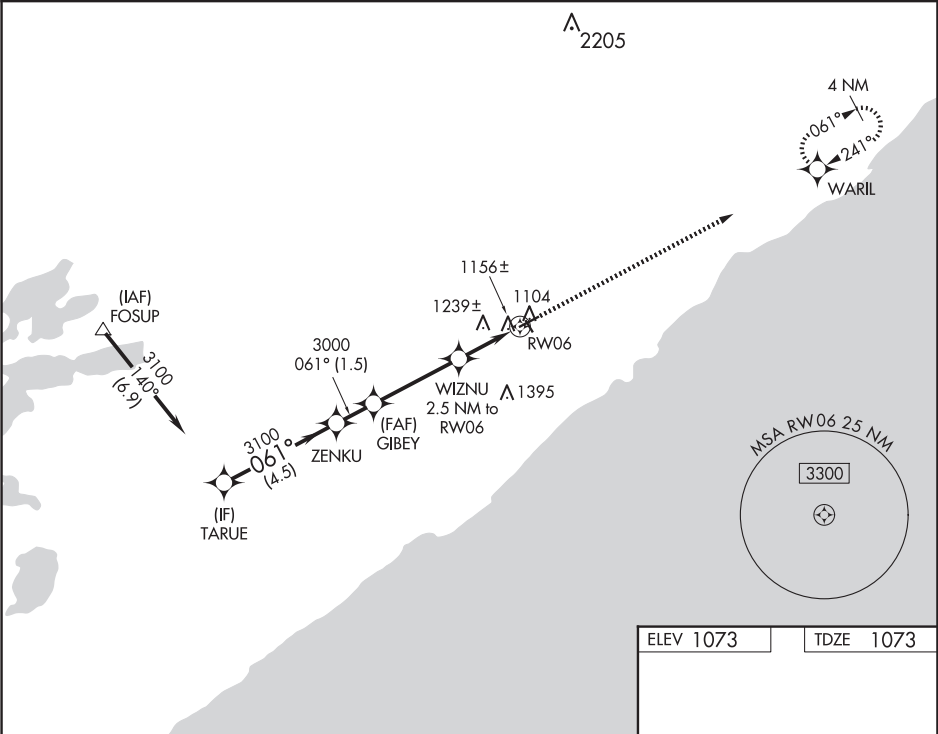 2205
4 NM
061°
241°
WARIL
1156±
1104
1239±
RW06
(IAF)
FOSUP
3100
140°
(6.9)
3000
061° (1.5)
WIZNU
2.5 NM to
RW06
1395
(FAF)
GIBEY
ZENKU
3100
061°
(4.5)
(IF)
TARUE
MSA RW06 25 NM
3300
ELEV 1073
TDZE 1073